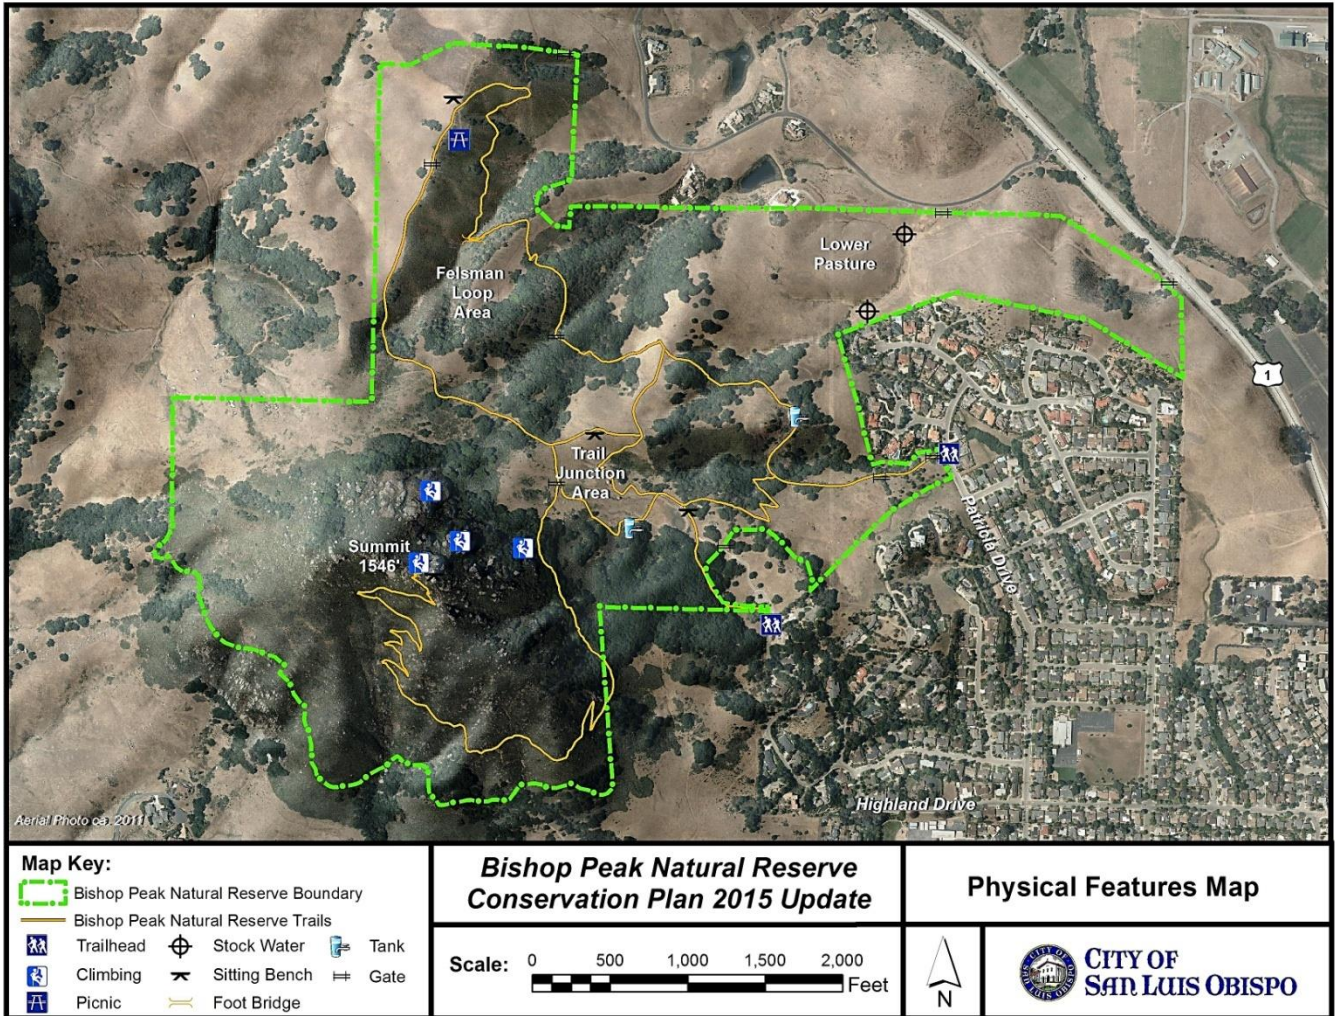 Felsman
Loop
Area
Lower
Pasture
1
Trail
Junction
Area
Patricia Drive
Summit
1546'
Highland Drive
Aerial Photo ca. 2011
Map Key:
Bishop Peak Natural Reserve Boundary
Bishop Peak Natural Reserve Trails
Trailhead Stock Water Tank
Climbing Sitting Bench Gate
Picnic Foot Bridge
Bishop Peak Natural Reserve
Conservation Plan 2015 Update
Scale: 0 500 1,000 1,500 2,000
Feet
Physical Features Map
N
CITY OF
SAN LUIS OBISPO